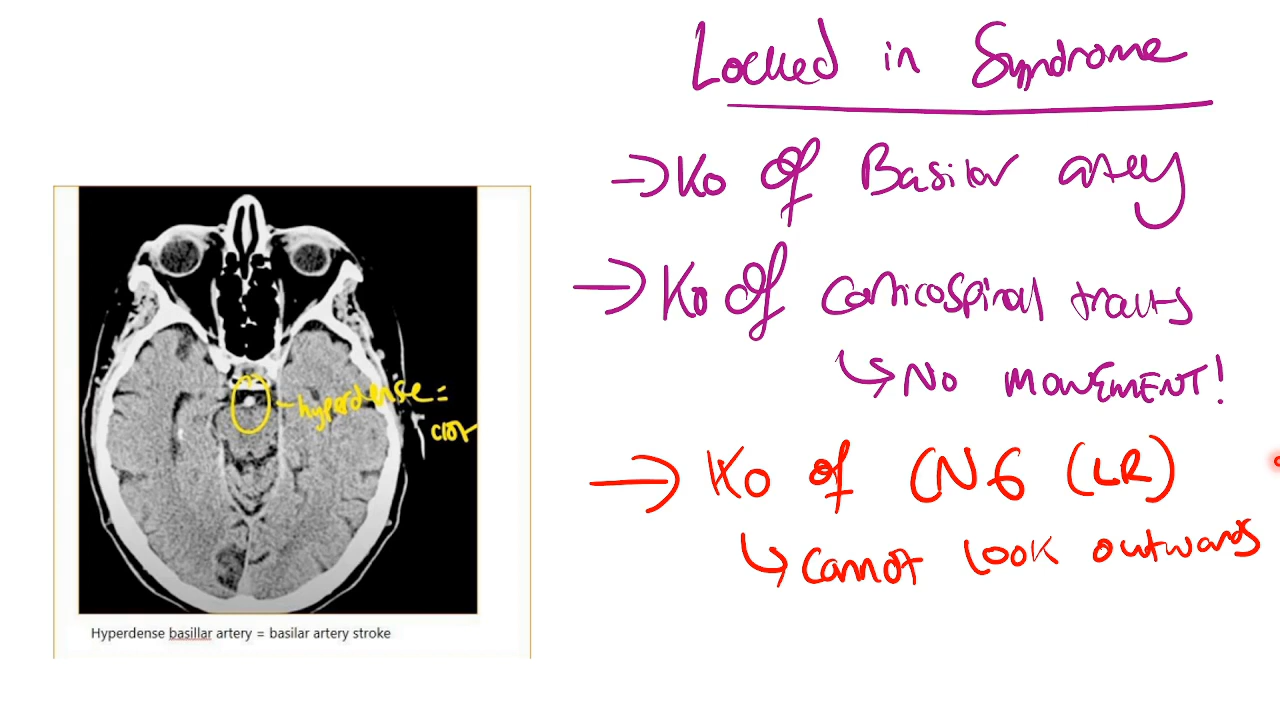 Locked in Syndrome
→ KO of Basilar artery
→ KO of corticospinal tracts
↳ NO MOVEMENT!
→ KO of CN6 (LR)
↳ cannot look outwards
hyperdense =
clot
Hyperdense basillar artery = basilar artery stroke